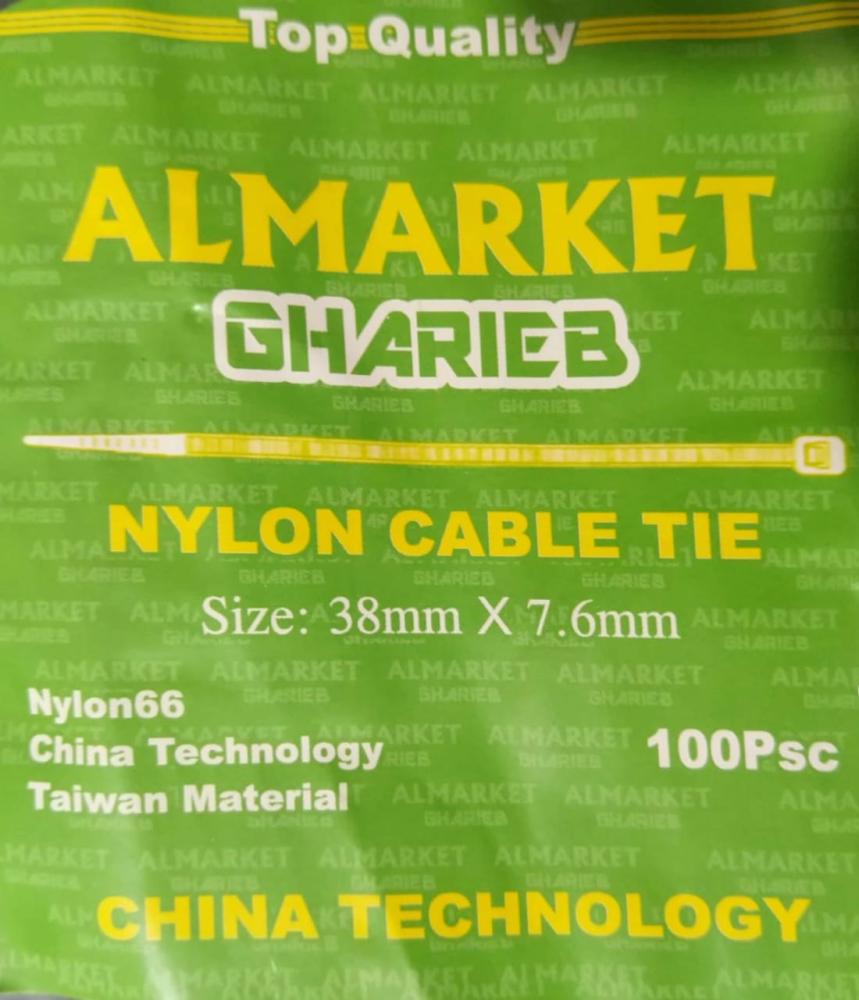 Top Quality
ALMARKET
GHARIEB
NYLON CABLE TIE
Size: 38mm X 7.6mm
Nylon66
China Technology
Taiwan Material
100Psc
CHINA TECHNOLOGY